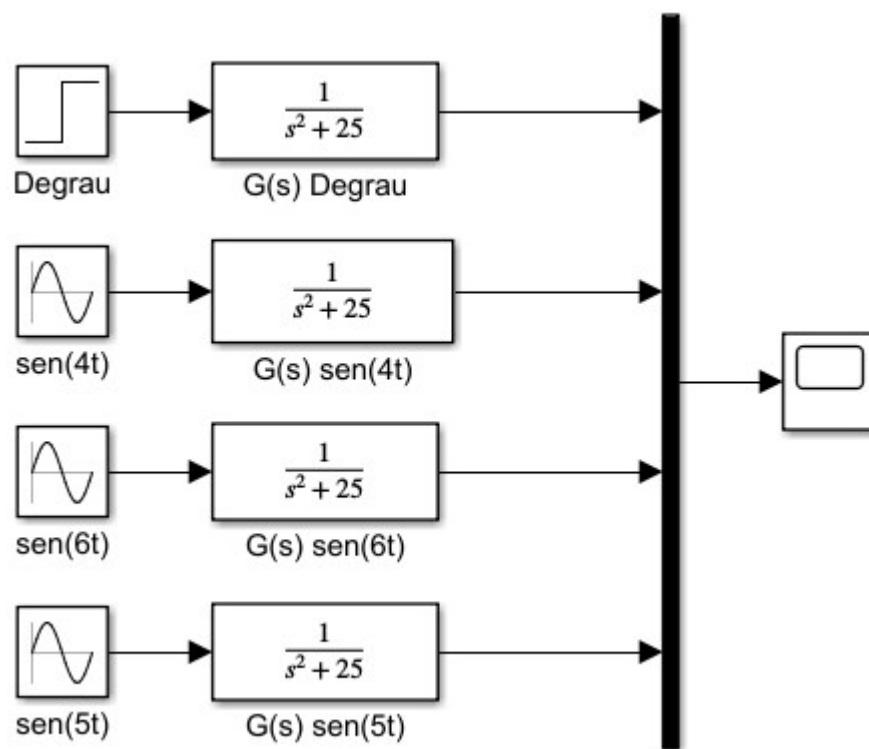 1
s² + 25
Degrau
G(s) Degrau
1
s² + 25
sen(4t)
G(s) sen(4t)
1
s² + 25
sen(6t)
G(s) sen(6t)
1
s² + 25
sen(5t)
G(s) sen(5t)